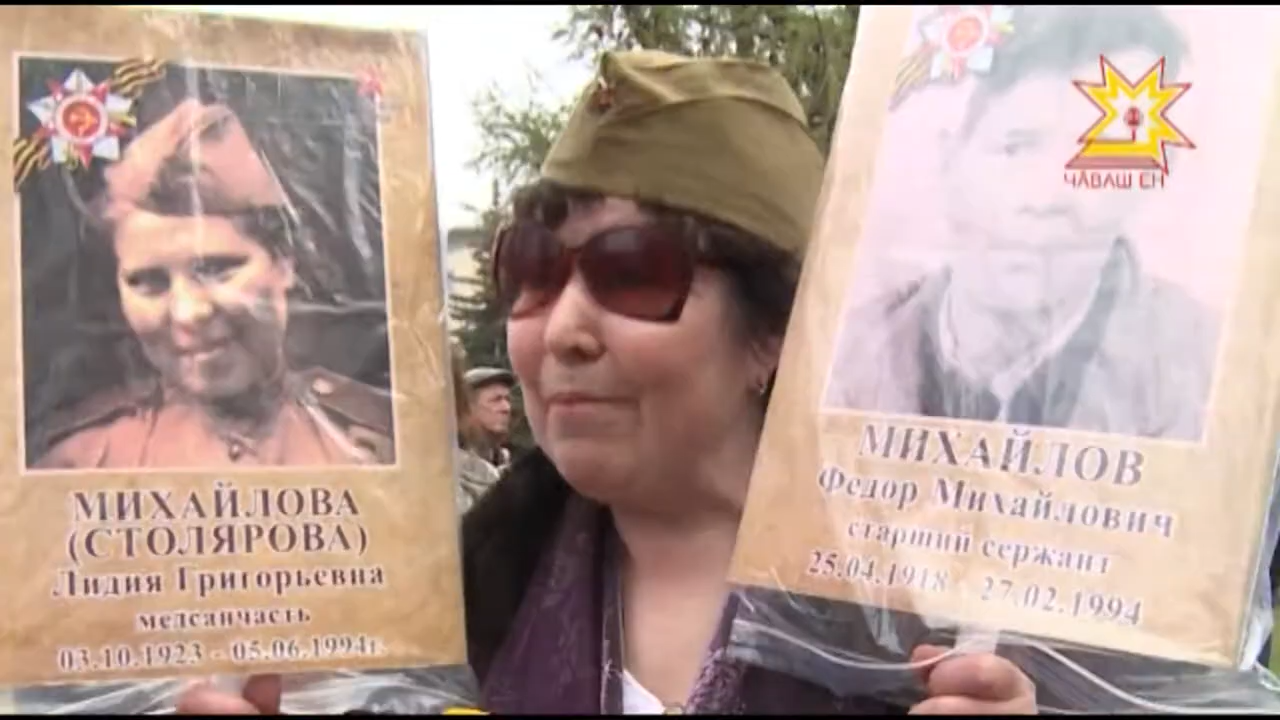 МИХАЙЛОВА
(СТОЛЯРОВА)
Лидия Григорьевна
медсанчасть
03.10.1923 - 05.06.1994г.
ЧӐВАШ ЕН
МИХАЙЛОВ
Федор Михайлович
старший сержант
25.04.1918 - 27.02.1994